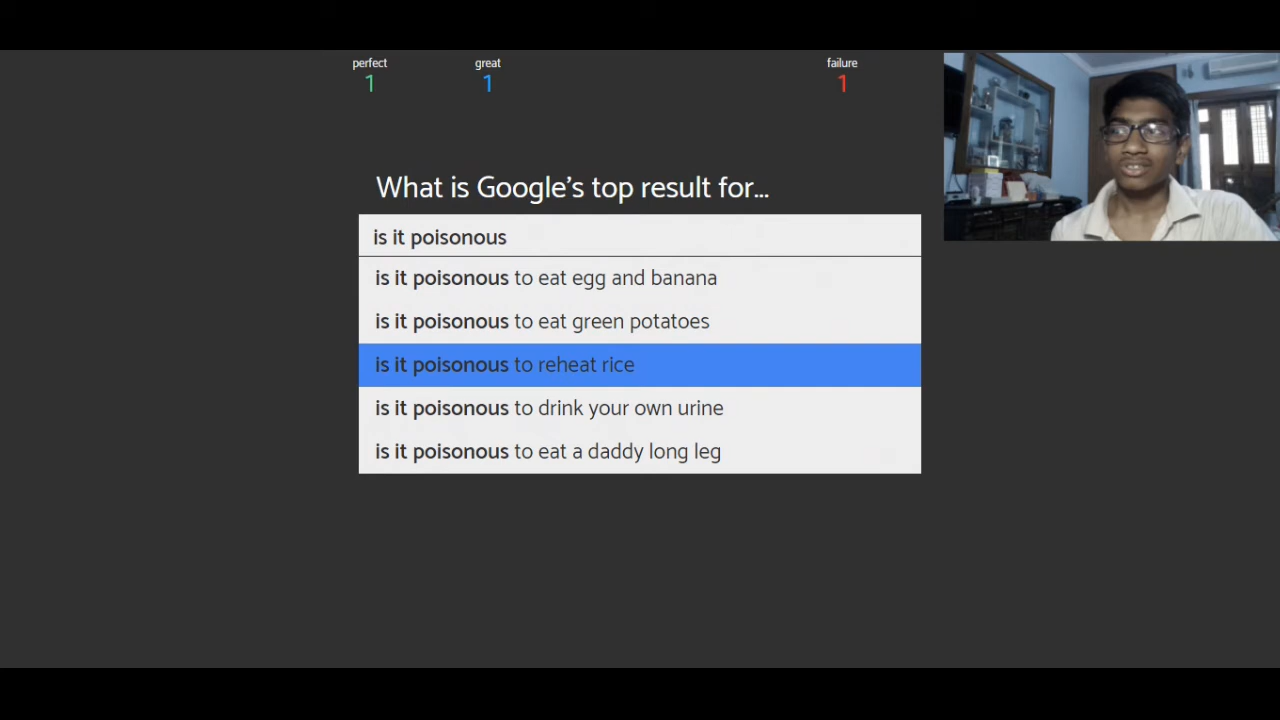 perfect great failure
1 1 1
What is Google's top result for...
is it poisonous
is it poisonous to eat egg and banana
is it poisonous to eat green potatoes
is it poisonous to reheat rice
is it poisonous to drink your own urine
is it poisonous to eat a daddy long leg